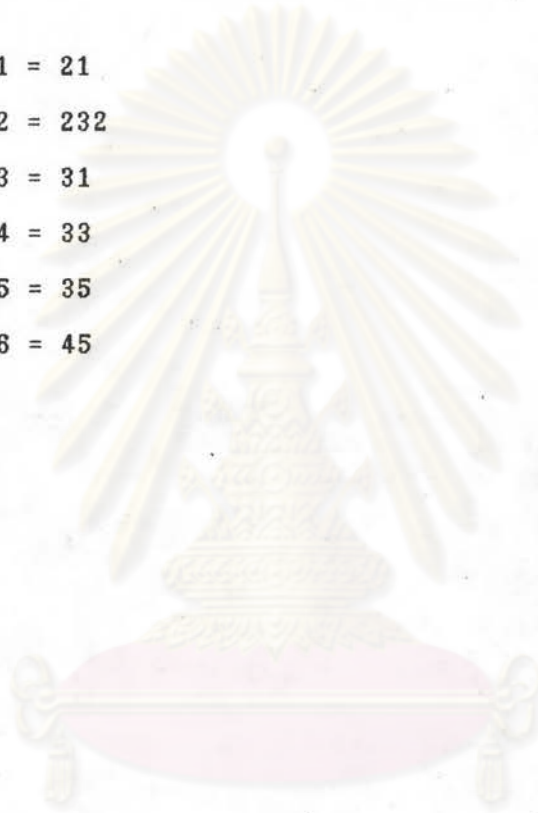 1 = 21
2 = 232
3 = 31
4 = 33
5 = 35
6 = 45